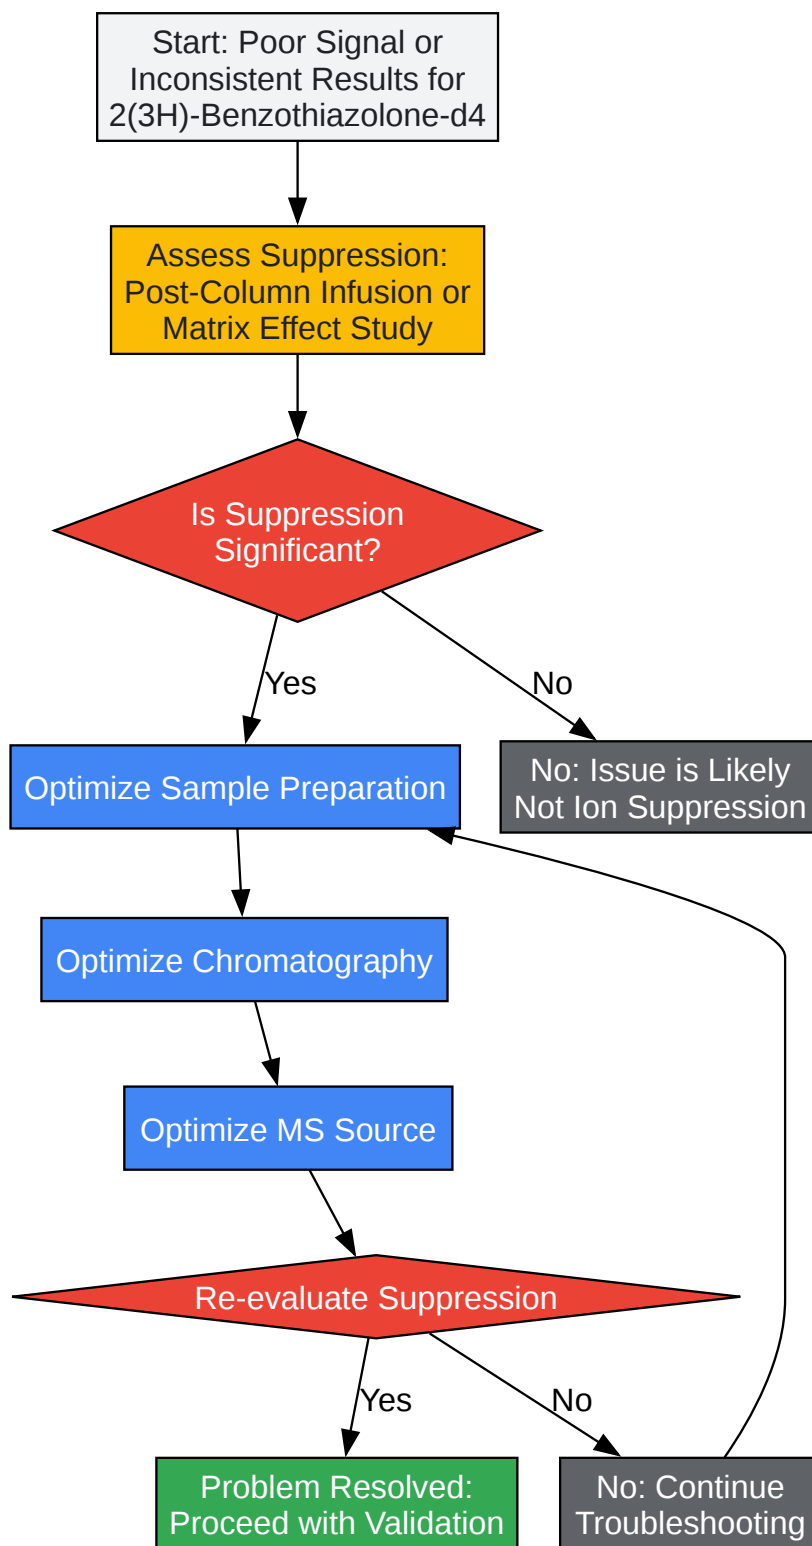 Start: Poor Signal or
Inconsistent Results for
2(3H)-Benzothiazolone-d4
Assess Suppression:
Post-Column Infusion or
Matrix Effect Study
Is Suppression
Significant?
Yes
No
Optimize Sample Preparation
No: Issue is Likely
Not Ion Suppression
Optimize Chromatography
Optimize MS Source
Re-evaluate Suppression
Yes
No
Problem Resolved:
Proceed with Validation
No: Continue
Troubleshooting